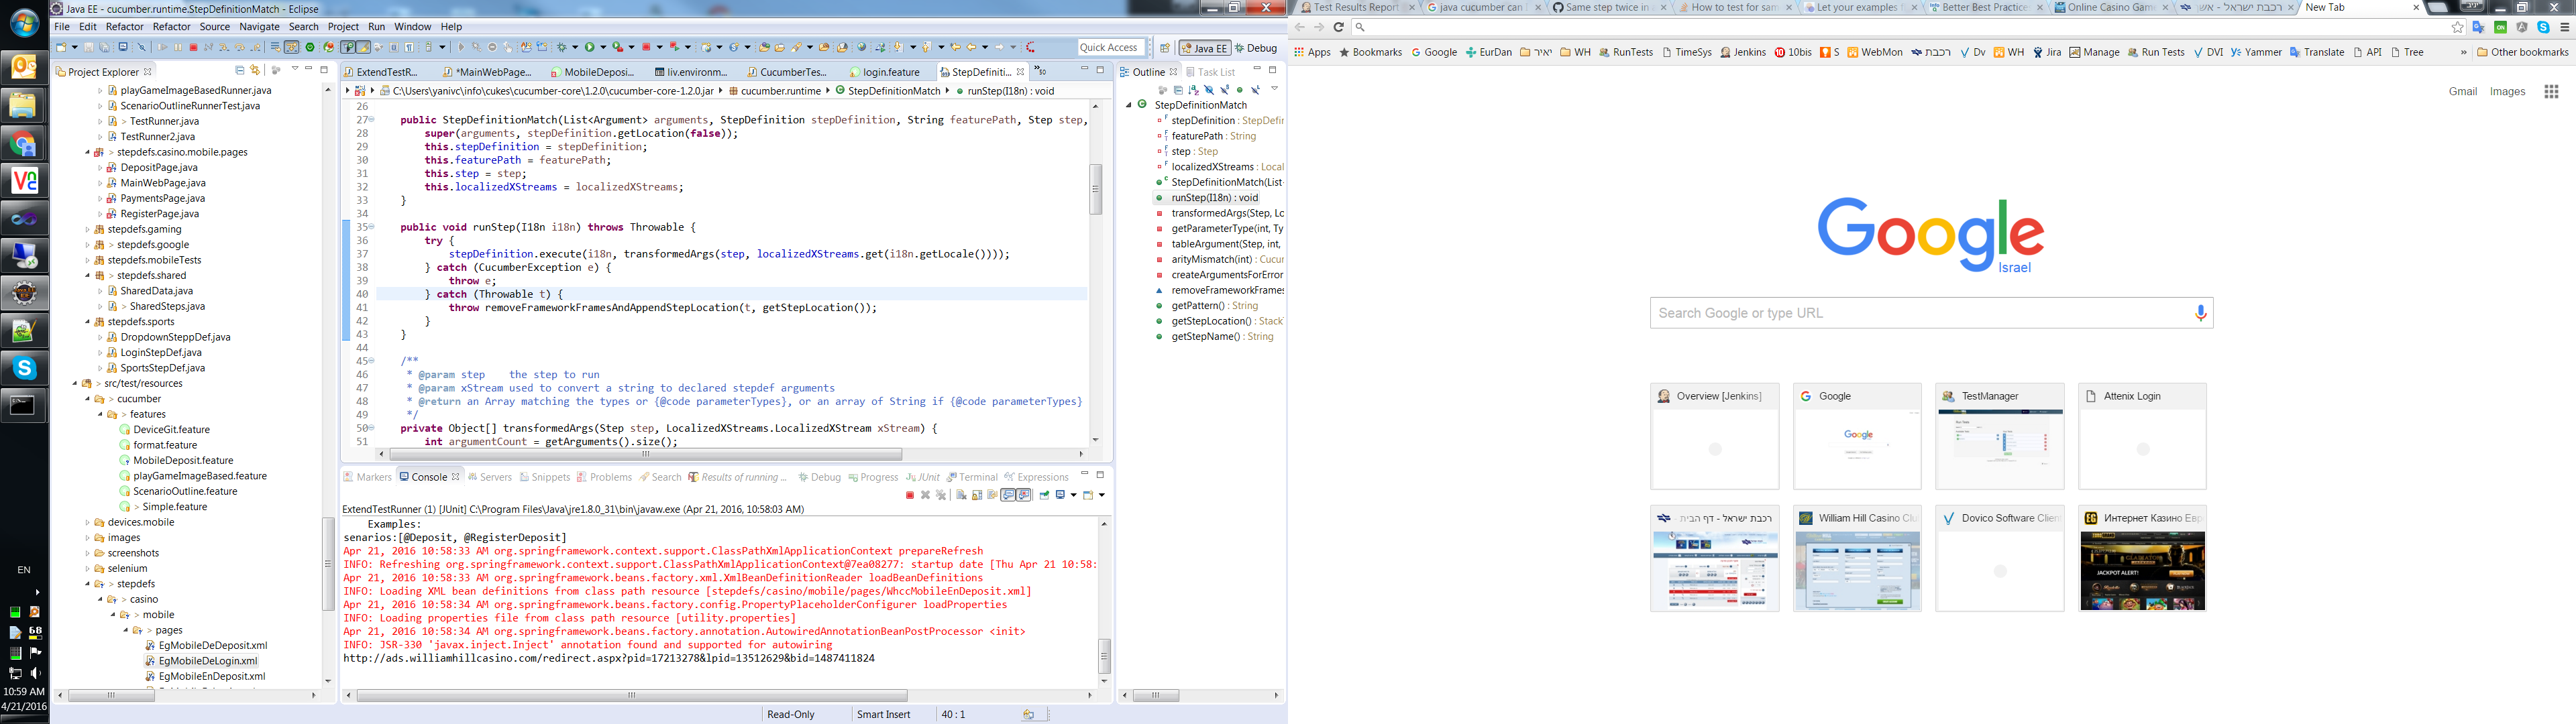 Java EE - cucumber.runtime.StepDefinitionMatch - Eclipse
File Edit Refactor Refactor Source Navigate Search Project Run Window Help
Quick Access
Java EE
Debug
Project Explorer
playGameImageBasedRunner.java
ScenarioOutlineRunnerTest.java
> TestRunner.java
TestRunner2.java
> stepdefs.casino.mobile.pages
DepositPage.java
MainWebPage.java
PaymentsPage.java
RegisterPage.java
stepdefs.gaming
> stepdefs.google
stepdefs.mobileTests
> stepdefs.shared
SharedData.java
> SharedSteps.java
stepdefs.sports
DropdownSteppDef.java
LoginStepDef.java
SportsStepDef.java
> src/test/resources
> cucumber
> features
DeviceGit.feature
format.feature
MobileDeposit.feature
playGameImageBased.feature
ScenarioOutline.feature
> Simple.feature
devices.mobile
images
screenshots
selenium
> stepdefs
> casino
> mobile
> pages
EgMobileDeDeposit.xml
EgMobileDeLogin.xml
EgMobileEnDeposit.xml
ExtendTestR...
*MainWebPage...
MobileDeposi...
liv.environm...
CucumberTes...
login.feature
StepDefiniti...
»50
C:\Users\yanivc\info\cukes\cucumber-core\1.2.0\cucumber-core-1.2.0.jar
cucumber.runtime
StepDefinitionMatch
runStep(I18n) : void
26
27 public StepDefinitionMatch(List<Argument> arguments, StepDefinition stepDefinition, String featurePath, Step step,
28 super(arguments, stepDefinition.getLocation(false));
29 this.stepDefinition = stepDefinition;
30 this.featurePath = featurePath;
31 this.step = step;
32 this.localizedXStreams = localizedXStreams;
33 }
34
35 public void runStep(I18n i18n) throws Throwable {
36 try {
37 stepDefinition.execute(i18n, transformedArgs(step, localizedXStreams.get(i18n.getLocale())));
38 } catch (CucumberException e) {
39 throw e;
40 } catch (Throwable t) {
41 throw removeFrameworkFramesAndAppendStepLocation(t, getStepLocation());
42 }
43 }
44
45 /**
46 * @param step the step to run
47 * @param xStream used to convert a string to declared stepdef arguments
48 * @return an Array matching the types or {@code parameterTypes}, or an array of String if {@code parameterTypes}
49 */
50 private Object[] transformedArgs(Step step, LocalizedXStreams.LocalizedXStream xStream) {
51 int argumentCount = getArguments().size();
Markers Console Servers Snippets Problems Search Results of running ... Debug Progress JUnit Terminal Expressions
ExtendTestRunner (1) [JUnit] C:\Program Files\Java\jre1.8.0_31\bin\javaw.exe (Apr 21, 2016, 10:58:03 AM)
Examples:
senarios:[@Deposit, @RegisterDeposit]
Apr 21, 2016 10:58:33 AM org.springframework.context.support.ClassPathXmlApplicationContext prepareRefresh
INFO: Refreshing org.springframework.context.support.ClassPathXmlApplicationContext@7ea08277: startup date [Thu Apr 21 10:58:
Apr 21, 2016 10:58:33 AM org.springframework.beans.factory.xml.XmlBeanDefinitionReader loadBeanDefinitions
INFO: Loading XML bean definitions from class path resource [stepdefs/casino/mobile/pages/WhccMobileEnDeposit.xml]
Apr 21, 2016 10:58:34 AM org.springframework.beans.factory.config.PropertyPlaceholderConfigurer loadProperties
INFO: Loading properties file from class path resource [utility.properties]
Apr 21, 2016 10:58:34 AM org.springframework.beans.factory.annotation.AutowiredAnnotationBeanPostProcessor <init>
INFO: JSR-330 'javax.inject.Inject' annotation found and supported for autowiring
http://ads.williamhillcasino.com/redirect.aspx?pid=17213278&lpid=13512629&bid=1487411824
Read-Only Smart Insert 40 : 1
Outline
Task List
StepDefinitionMatch
stepDefinition : StepDefir
featurePath : String
step : Step
localizedXStreams : Local
StepDefinitionMatch(List
runStep(I18n) : void
transformedArgs(Step, Lo
getParameterType(int, Ty
tableArgument(Step, int,
arityMismatch(int) : Cucur
createArgumentsForError
removeFrameworkFrames
getPattern() : String
getStepLocation() : Stack
getStepName() : String
EN
10:59 AM
4/21/2016
Test Results Report
java cucumber can
Same step twice in
How to test for sam
Let your examples f
Better Best Practice
Online Casino Gam
רכבת ישראל - אש
New Tab
יניב
Apps Bookmarks Google EurDan יאיר WH RunTests TimeSys Jenkins 10bis S WebMon רכבת Dv WH Jira Manage Run Tests DVI Yammer Translate API Tree » Other bookmarks
Gmail Images
Google
Israel
Search Google or type URL
Overview [Jenkins]
Google
TestManager
Attenix Login
רכבת ישראל - דף הבית
William Hill Casino Clu
Dovico Software Clien
Интернет Казино Евр
JACKPOT ALERT!